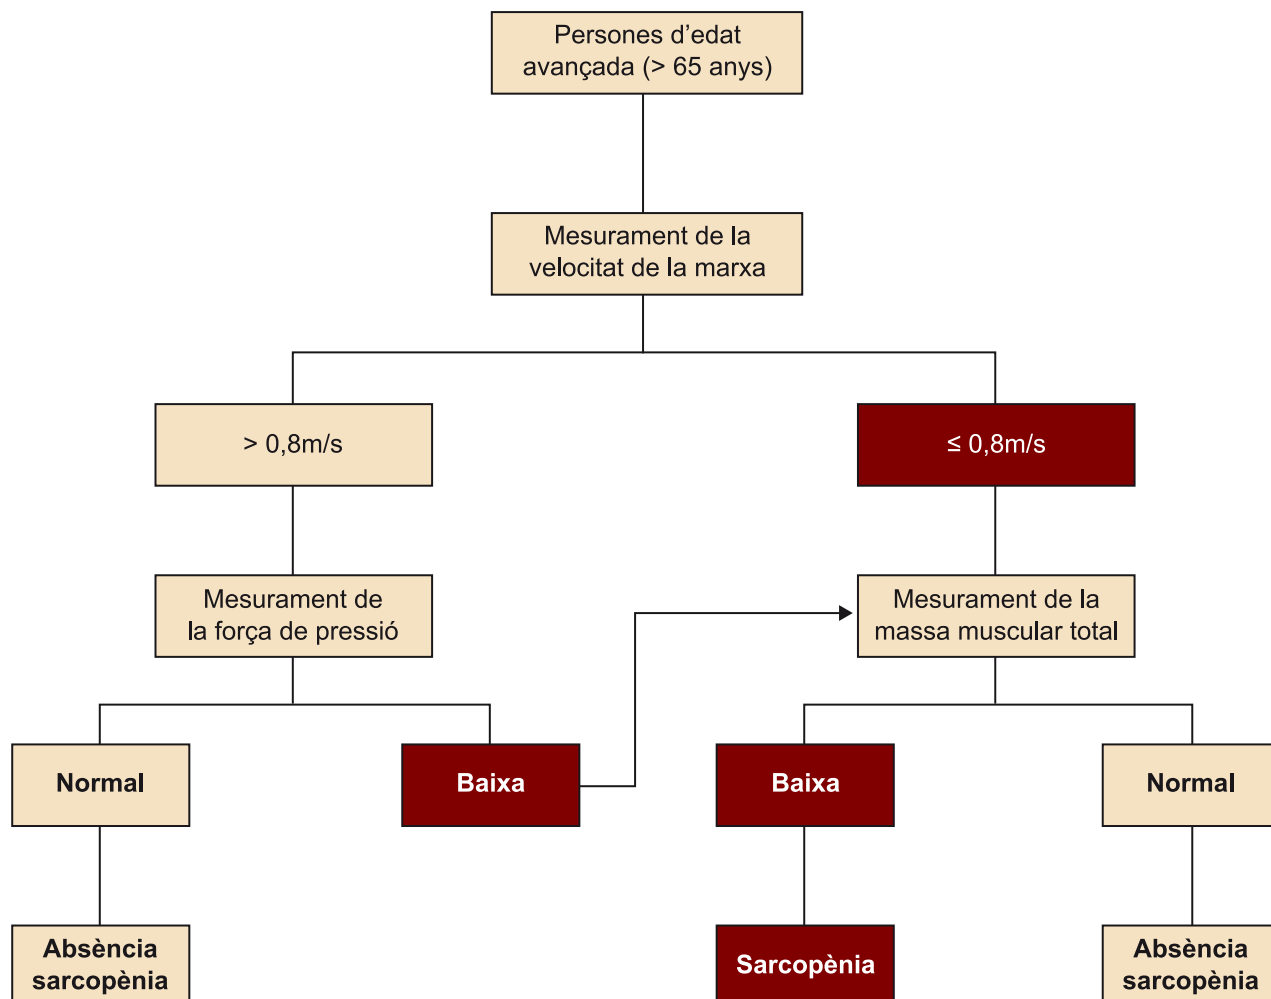 Persones d’edat
avançada (> 65 anys)
Mesurament de la
velocitat de la marxa
> 0,8m/s
≤ 0,8m/s
Mesurament de
la força de pressió
Mesurament de la
massa muscular total
Normal
Baixa
Baixa
Normal
Absència
sarcopènia
Sarcopènia
Absència
sarcopènia